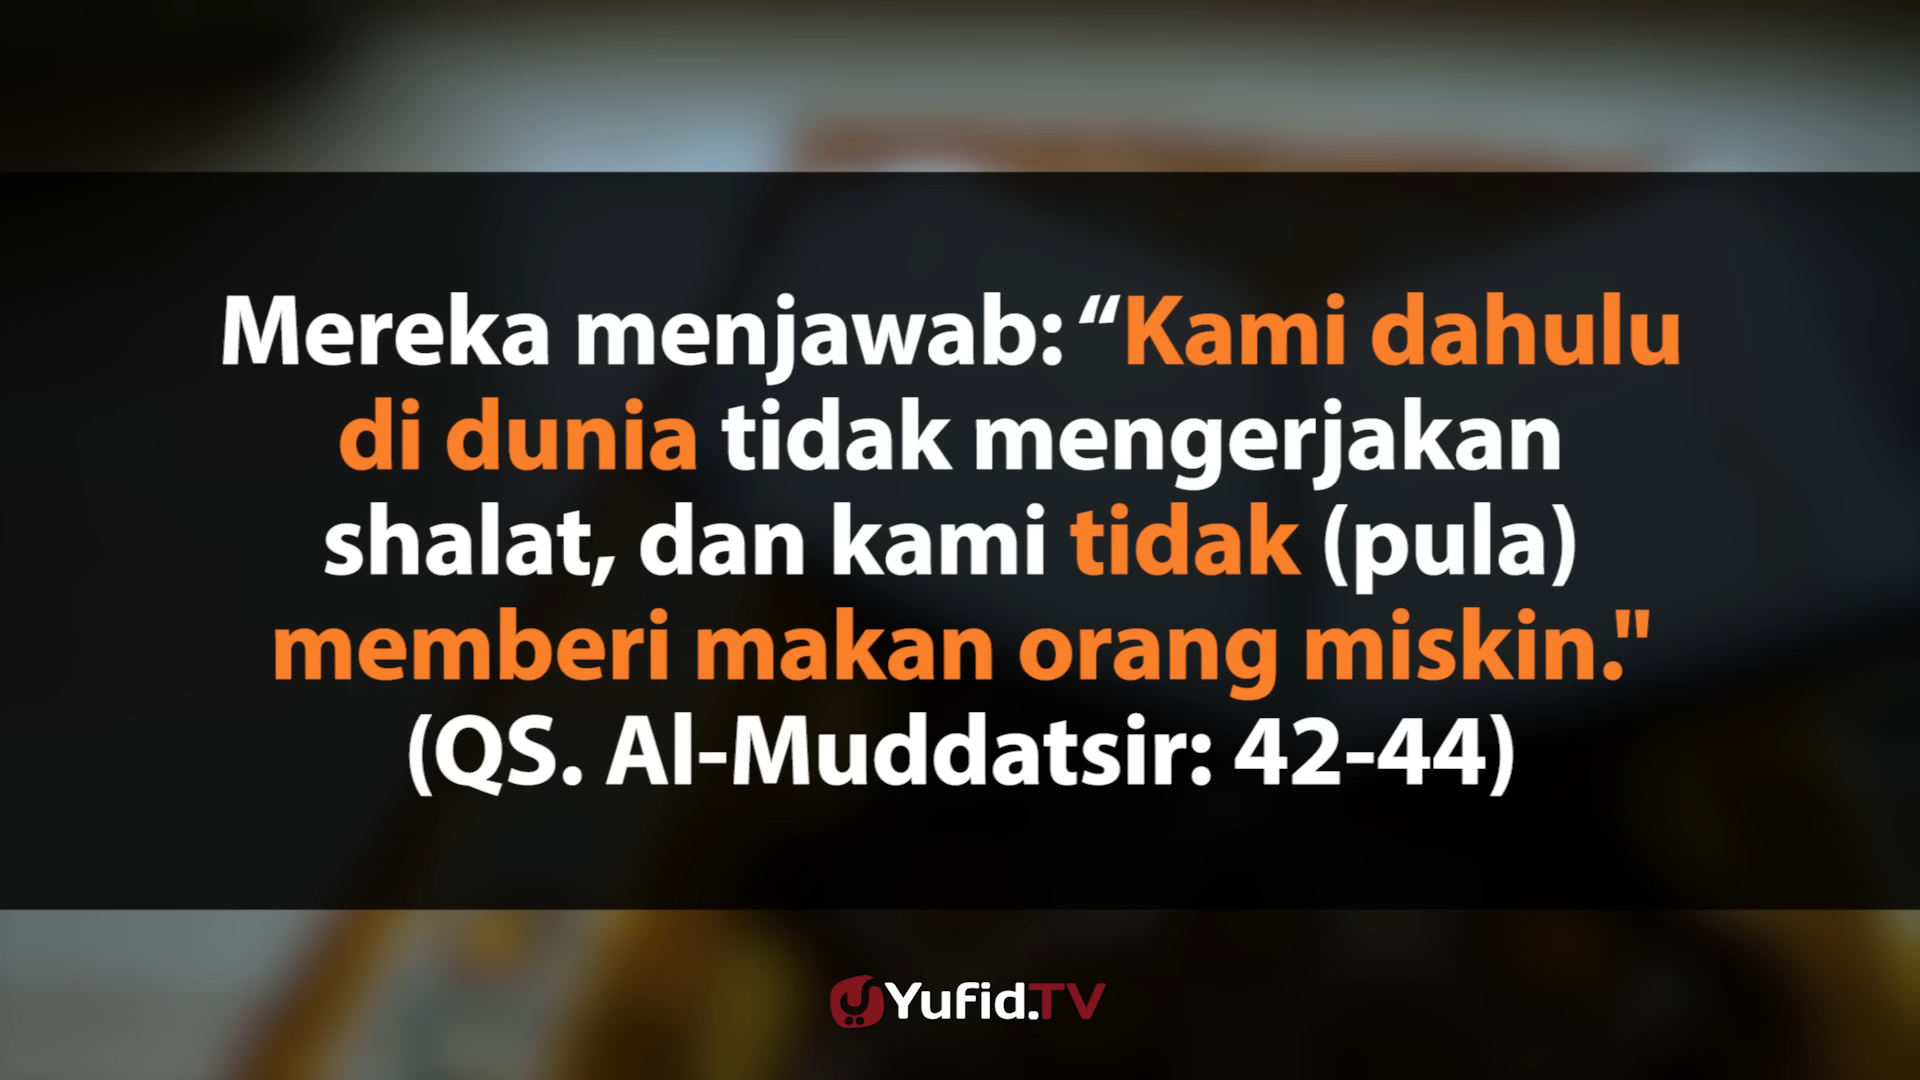 Mereka menjawab: “Kami dahulu
di dunia tidak mengerjakan
shalat, dan kami tidak (pula)
memberi makan orang miskin."
(QS. Al-Muddatsir: 42-44)
Yufid.TV